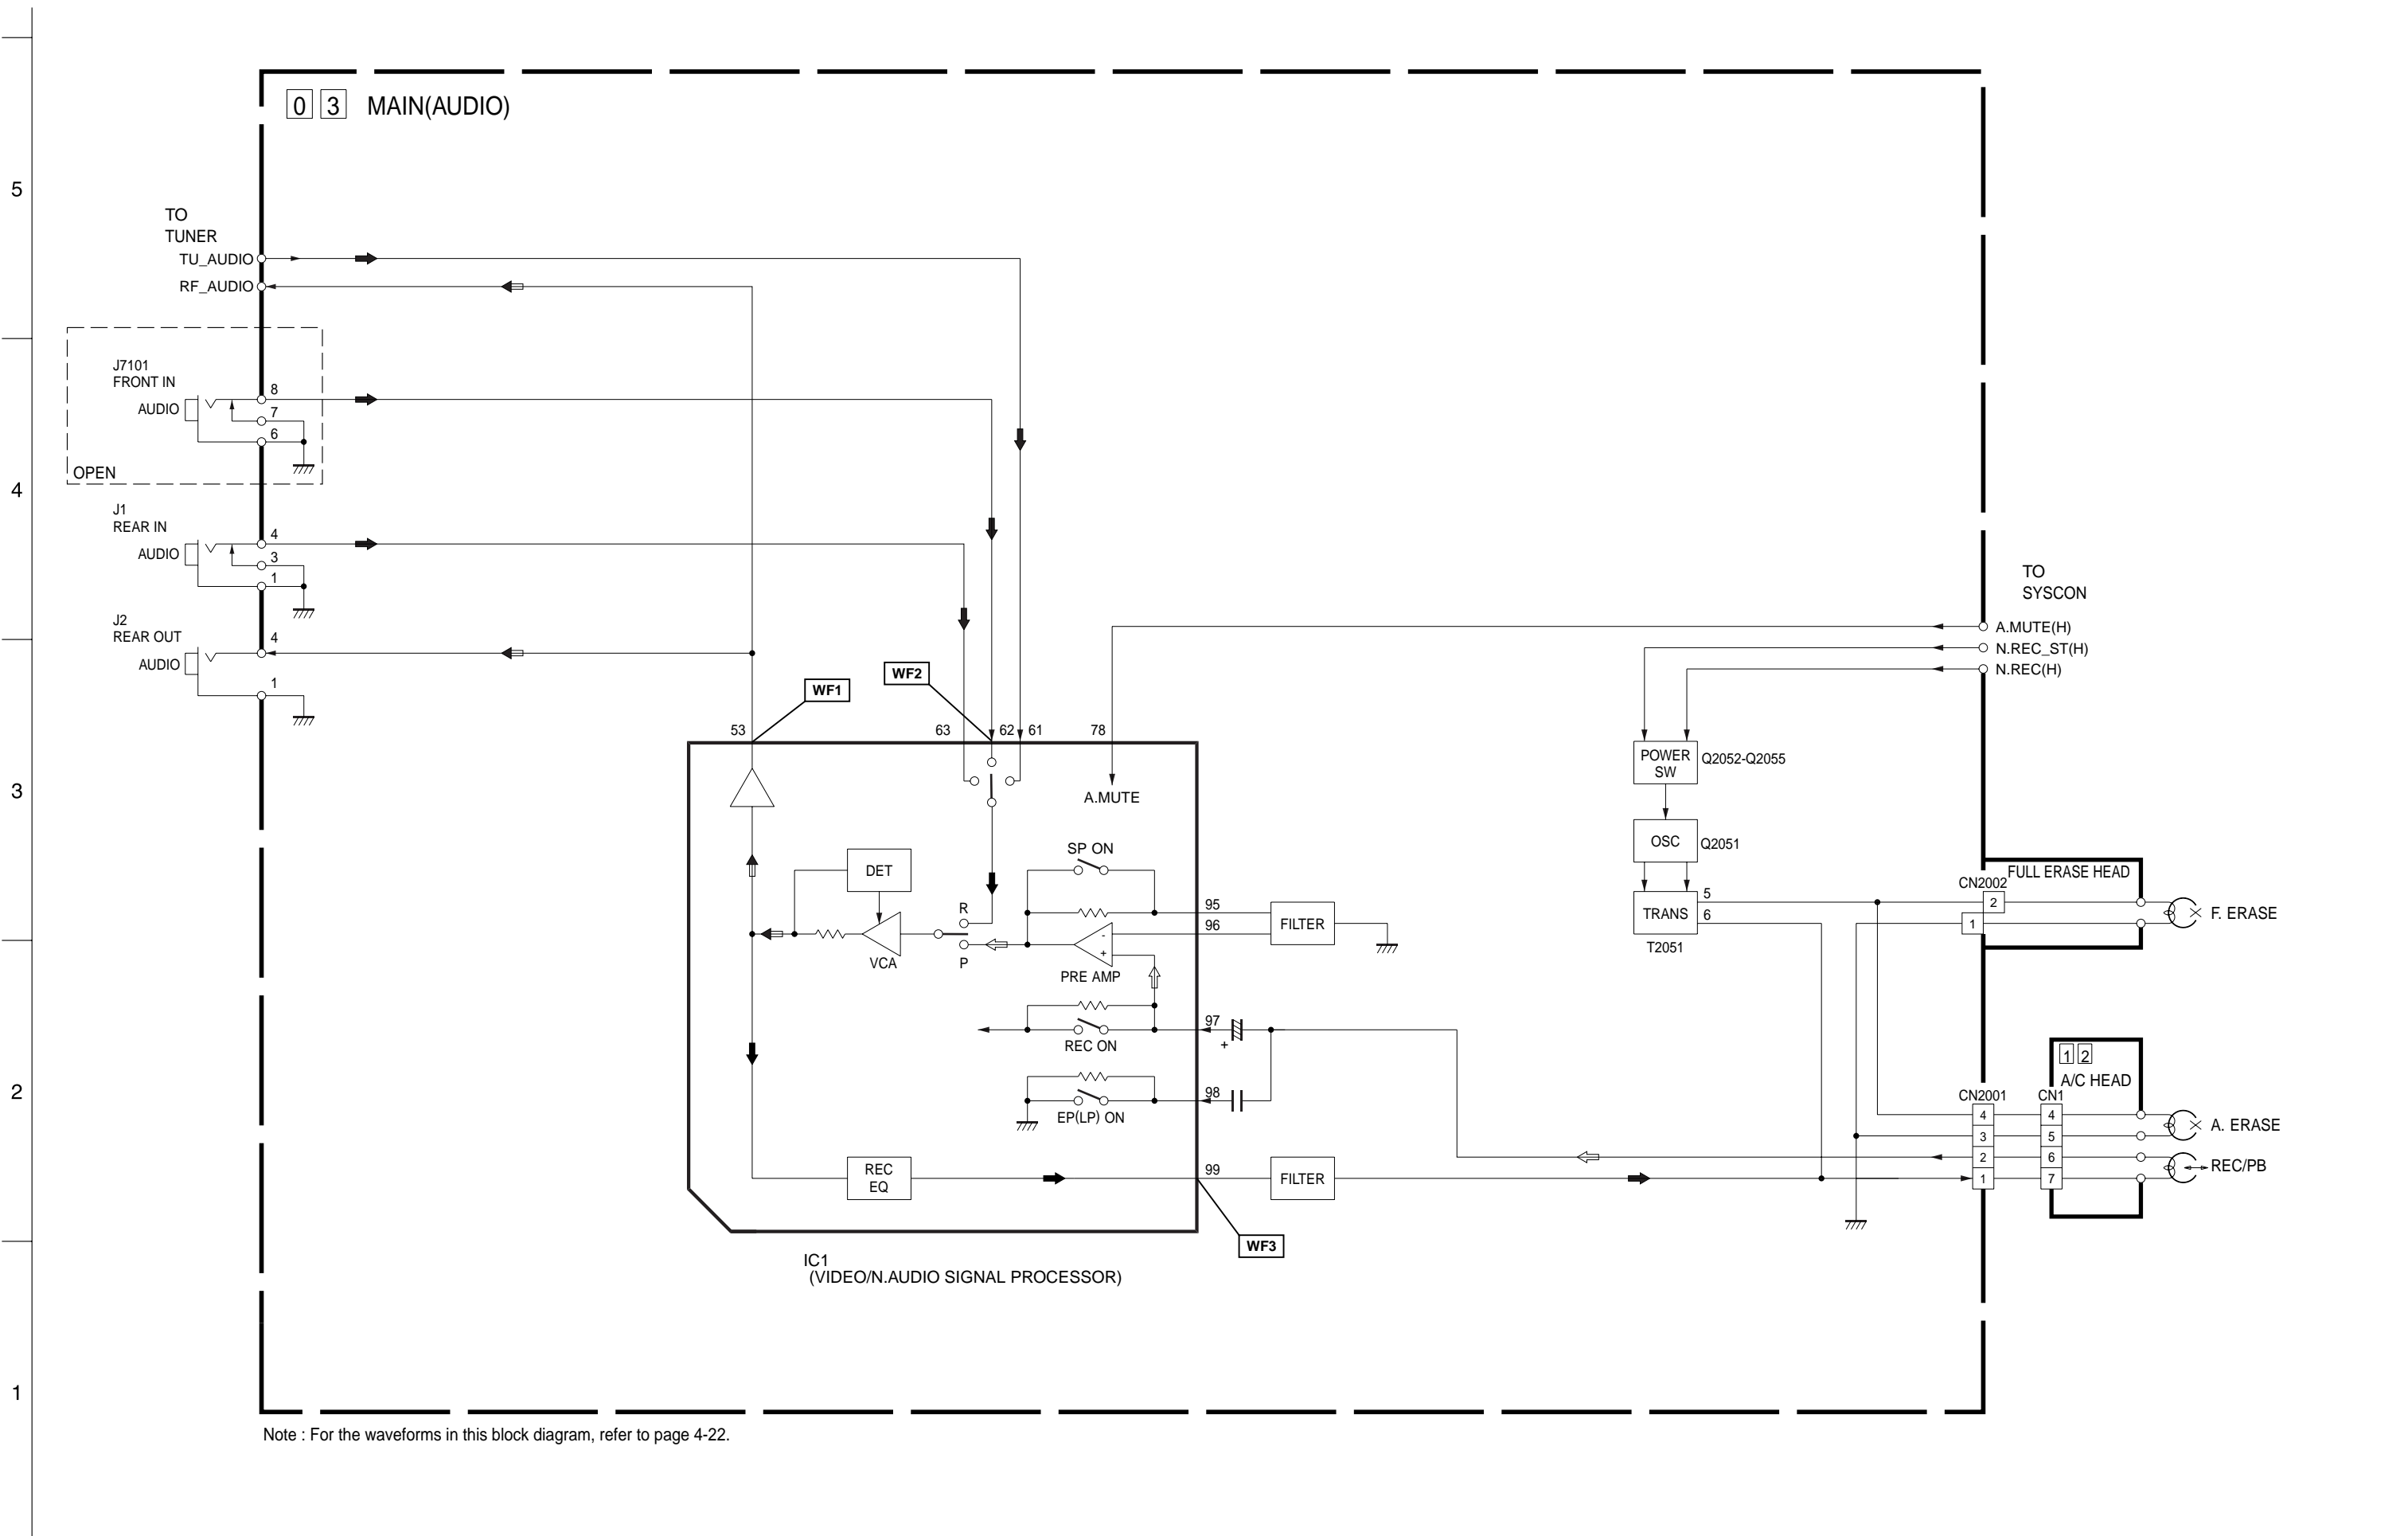 0 3 MAIN(AUDIO)
5
TO
TUNER
TU_AUDIO
RF_AUDIO
J7101
FRONT IN
AUDIO
8
7
6
OPEN
4
J1
REAR IN
AUDIO
4
3
1
J2
REAR OUT
AUDIO
4
1
TO
SYSCON
A.MUTE(H)
N.REC_ST(H)
N.REC(H)
WF1
WF2
53
63
62
61
78
3
A.MUTE
POWER
SW
Q2052-Q2055
OSC
Q2051
TRANS
5
6
T2051
SP ON
DET
R
P
VCA
-
+
PRE AMP
95
96
FILTER
CN2002
FULL ERASE HEAD
2
1
F. ERASE
REC ON
97
+
EP(LP) ON
98
2
1 2
A/C HEAD
CN2001
CN1
4 4
3 5
2 6
1 7
A. ERASE
REC/PB
REC
EQ
99
FILTER
WF3
IC1
(VIDEO/N.AUDIO SIGNAL PROCESSOR)
1
Note : For the waveforms in this block diagram, refer to page 4-22.